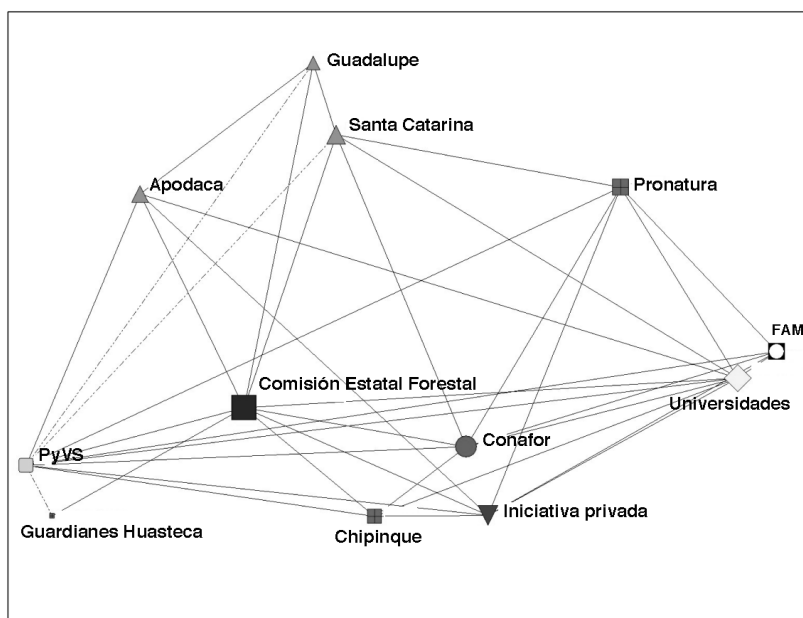 Guadalupe
Santa Catarina
Apodaca
Pronatura
FAM
Comisión Estatal Forestal
Universidades
Conafor
PyVS
Iniciativa privada
Guardianes Huasteca
Chipinque